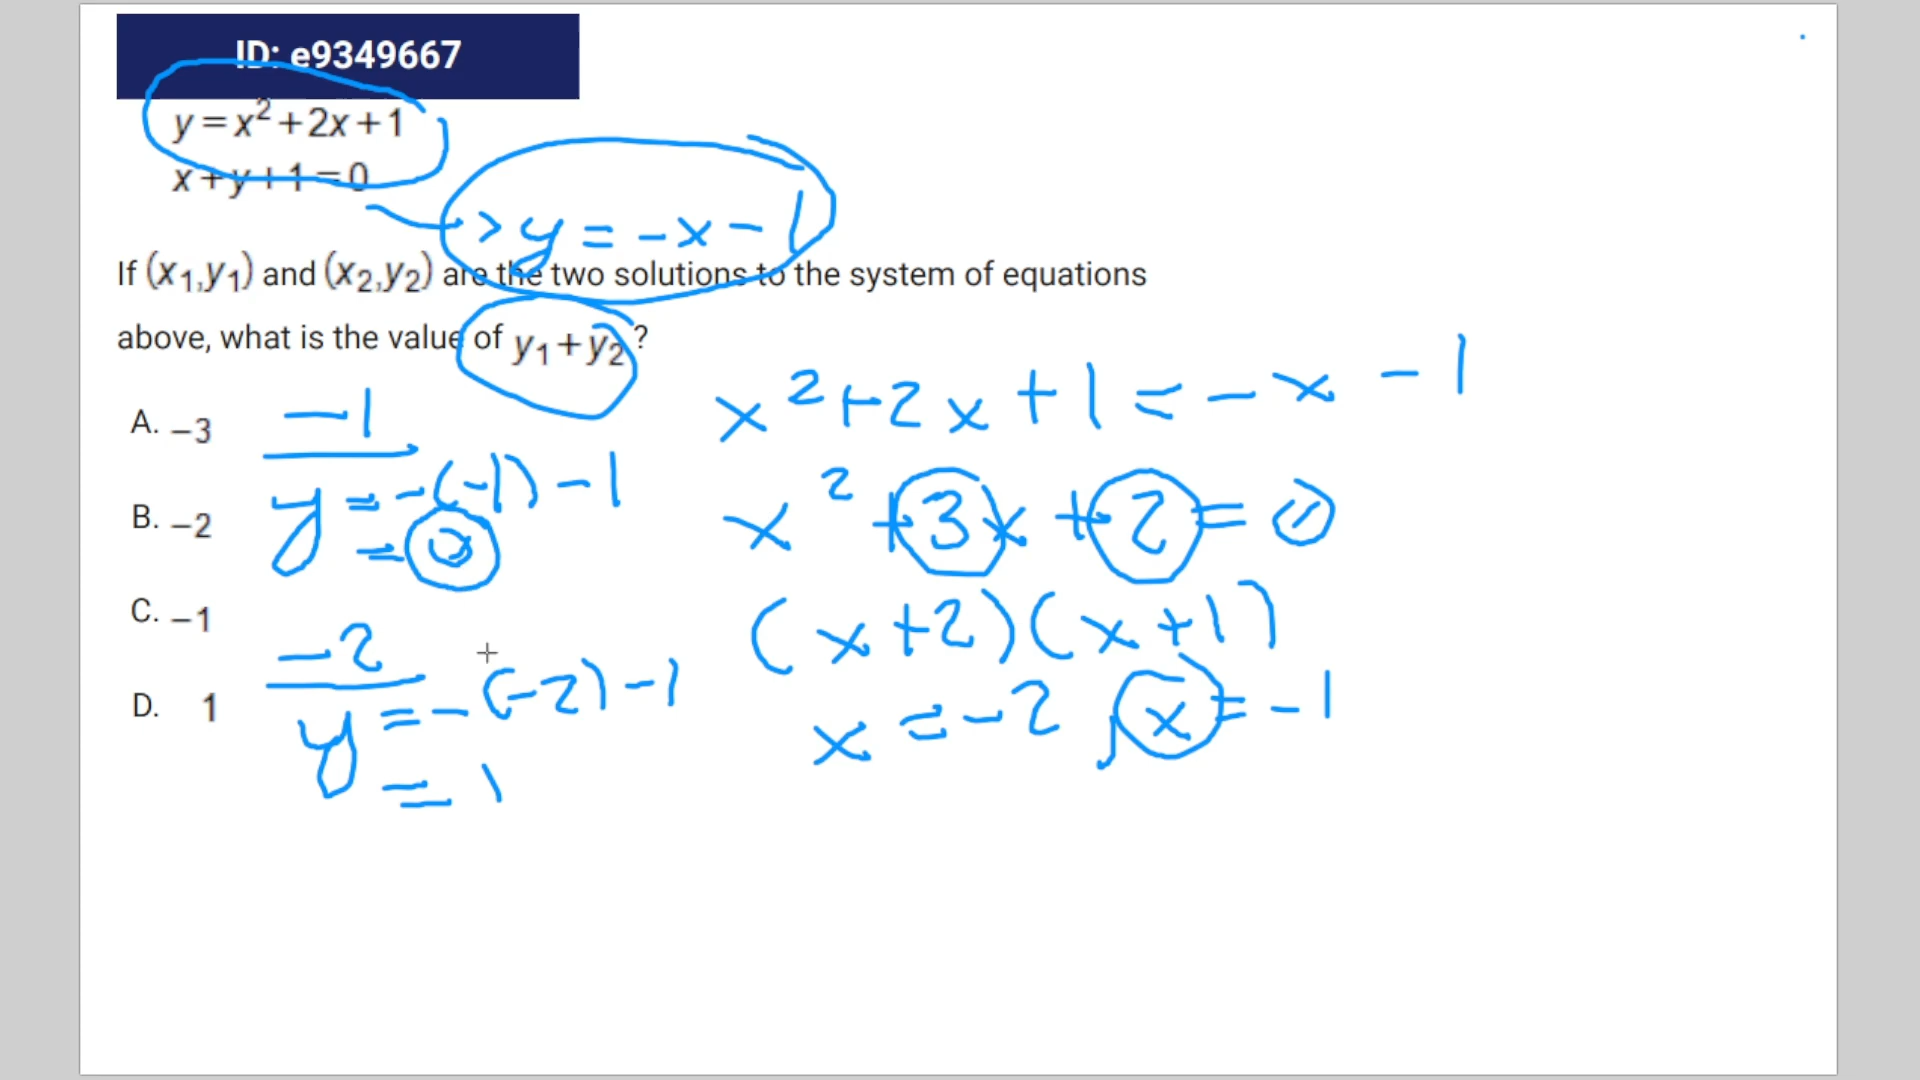 ID: e9349667
y=x²+2x+1
x+y+1=0
y = -x - 1
If (x₁,y₁) and (x₂,y₂) are the two solutions to the system of equations
above, what is the value of y₁+y₂?
x²+2x+1=-x-1
A. -3
-1
y=-(-1)-1
=0
x²+3x+2=0
B. -2
C. -1
(x+2)(x+1)
-2
x=-2, x=-1
D. 1
y=-(-2)-1
=1